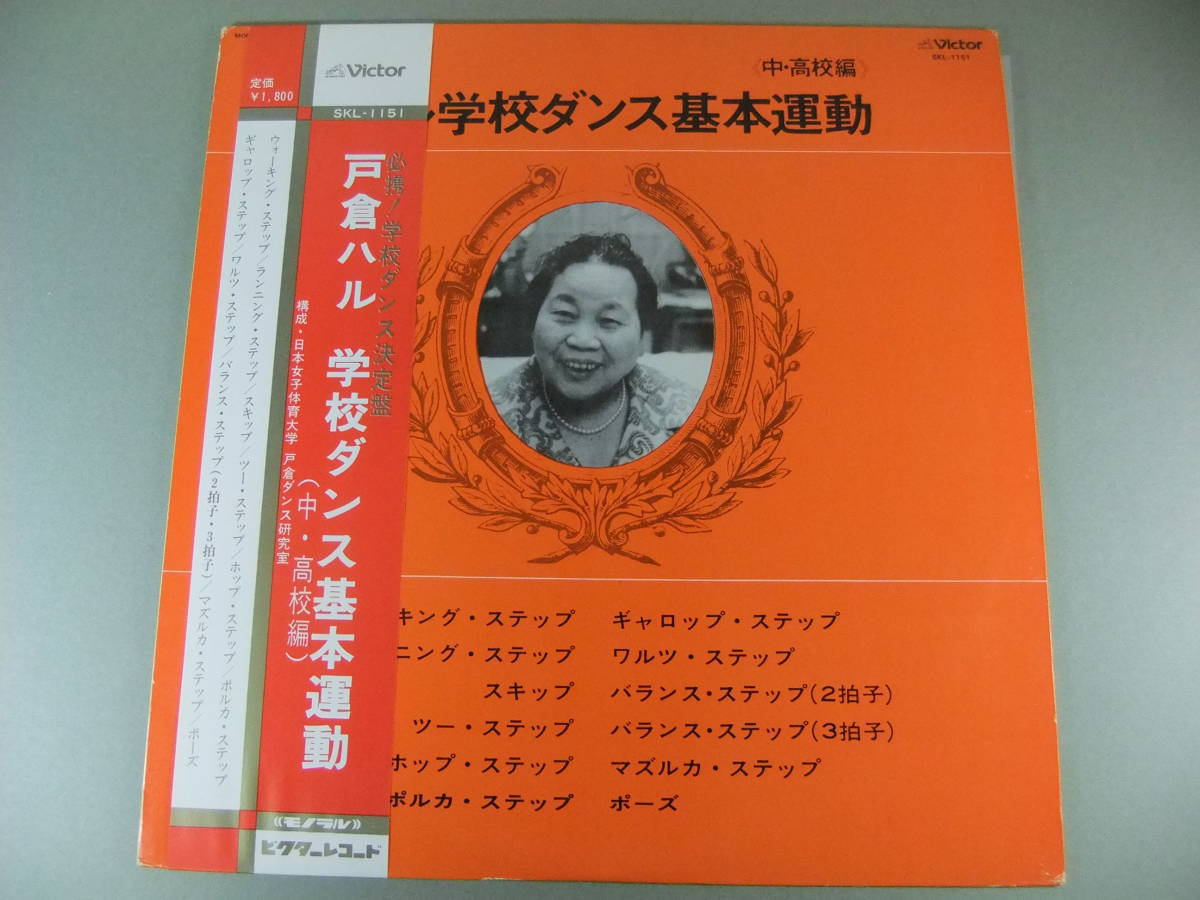 定価
¥1,800
Victor
SKL-1151
必携!学校ダンス決定盤
戸倉ハル 学校ダンス基本運動
(中・高校編)
構成・日本女子体育大学 戸倉ダンス研究室
ウォーキング・ステップ/ランニング・ステップ/スキップ/ツー・ステップ/ホップ・ステップ/ポルカ・ステップ
ギャロップ・ステップ/ワルツ・ステップ/バランス・ステップ(2拍子・3拍子)/マズルカ・ステップ/ポーズ
《モノラル》
ビクターレコード
Victor
SKL-1151
《中・高校編》
学校ダンス基本運動
キング・ステップ
ニング・ステップ
スキップ
ツー・ステップ
ホップ・ステップ
ポルカ・ステップ
ギャロップ・ステップ
ワルツ・ステップ
バランス・ステップ(2拍子)
バランス・ステップ(3拍子)
マズルカ・ステップ
ポーズ